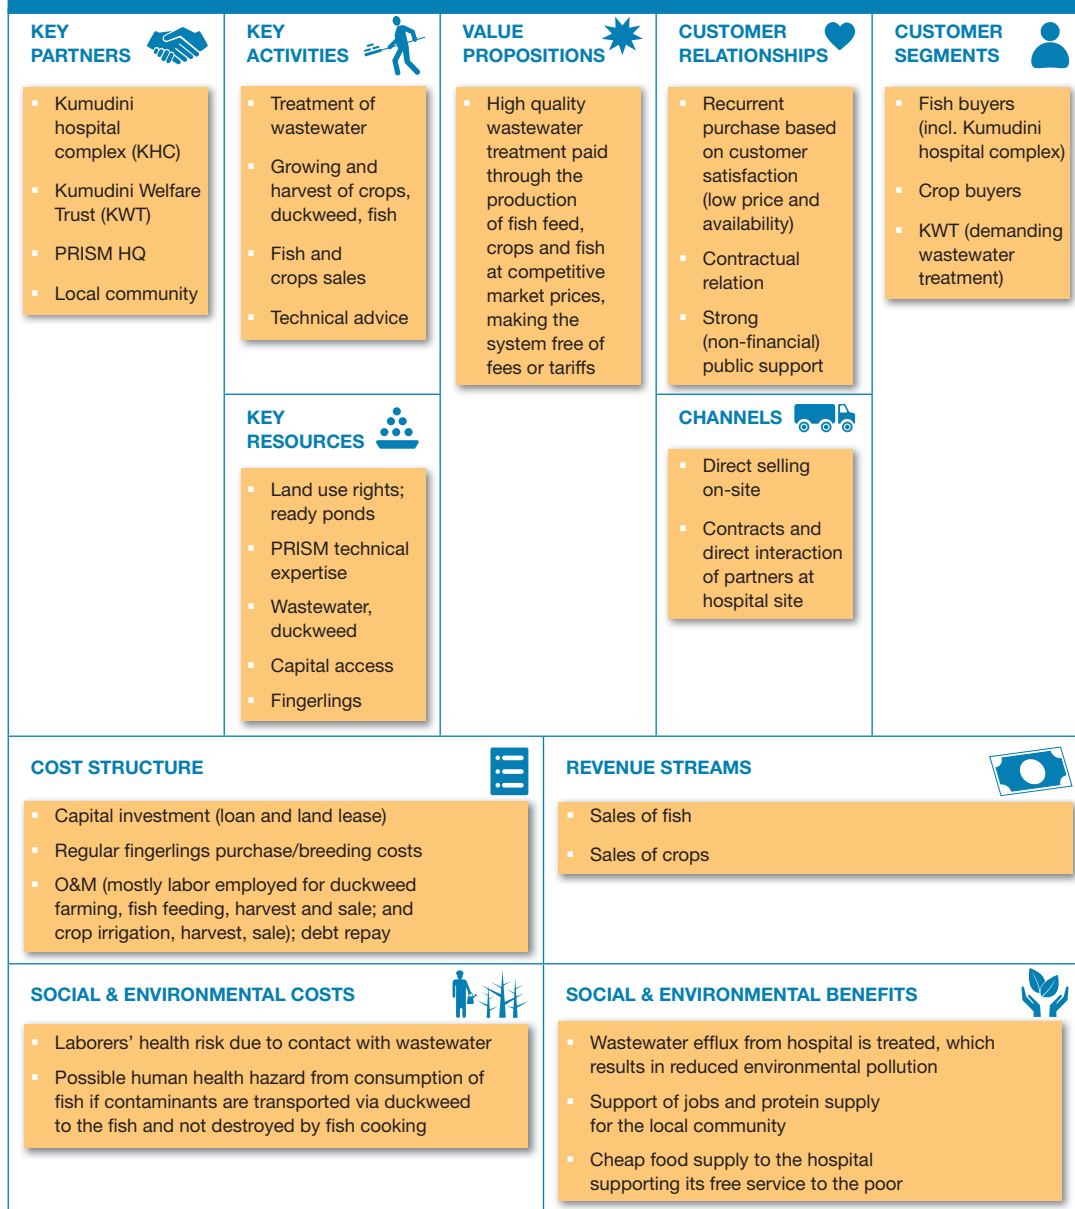 KEY
PARTNERS
Kumudini
hospital
complex (KHC)
Kumudini Welfare
Trust (KWT)
PRISM HQ
Local community
KEY
ACTIVITIES
Treatment of
wastewater
Growing and
harvest of crops,
duckweed, fish
Fish and
crops sales
Technical advice
KEY
RESOURCES
Land use rights;
ready ponds
PRISM technical
expertise
Wastewater,
duckweed
Capital access
Fingerlings
VALUE
PROPOSITIONS
High quality
wastewater
treatment paid
through the
production
of fish feed,
crops and fish
at competitive
market prices,
making the
system free of
fees or tariffs
CUSTOMER
RELATIONSHIPS
Recurrent
purchase based
on customer
satisfaction
(low price and
availability)
Contractual
relation
Strong
(non-financial)
public support
CHANNELS
Direct selling
on-site
Contracts and
direct interaction
of partners at
hospital site
CUSTOMER
SEGMENTS
Fish buyers
(incl. Kumudini
hospital complex)
Crop buyers
KWT (demanding
wastewater
treatment)
COST STRUCTURE
Capital investment (loan and land lease)
Regular fingerlings purchase/breeding costs
O&M (mostly labor employed for duckweed
farming, fish feeding, harvest and sale; and
crop irrigation, harvest, sale); debt repay
REVENUE STREAMS
Sales of fish
Sales of crops
SOCIAL & ENVIRONMENTAL COSTS
Laborers’ health risk due to contact with wastewater
Possible human health hazard from consumption of
fish if contaminants are transported via duckweed
to the fish and not destroyed by fish cooking
SOCIAL & ENVIRONMENTAL BENEFITS
Wastewater efflux from hospital is treated, which
results in reduced environmental pollution
Support of jobs and protein supply
for the local community
Cheap food supply to the hospital
supporting its free service to the poor